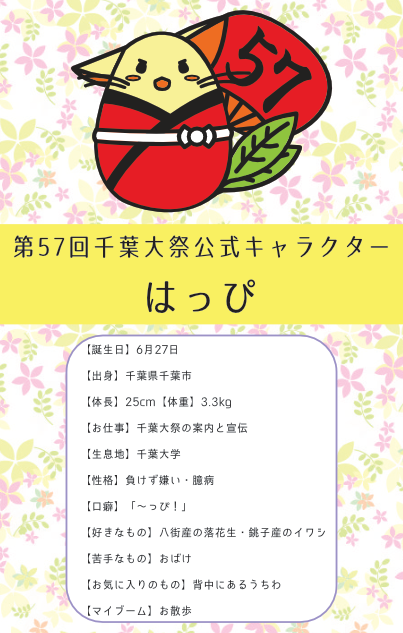 57
第57回千葉大祭公式キャラクター
はっぴ
【誕生日】6月27日
【出身】千葉県千葉市
【体長】25cm【体重】3.3kg
【お仕事】千葉大祭の案内と宣伝
【生息地】千葉大学
【性格】負けず嫌い・臆病
【口癖】「～っぴ！」
【好きなもの】八街産の落花生・銚子産のイワシ
【苦手なもの】おばけ
【お気に入りのもの】背中にあるうちわ
【マイブーム】お散歩